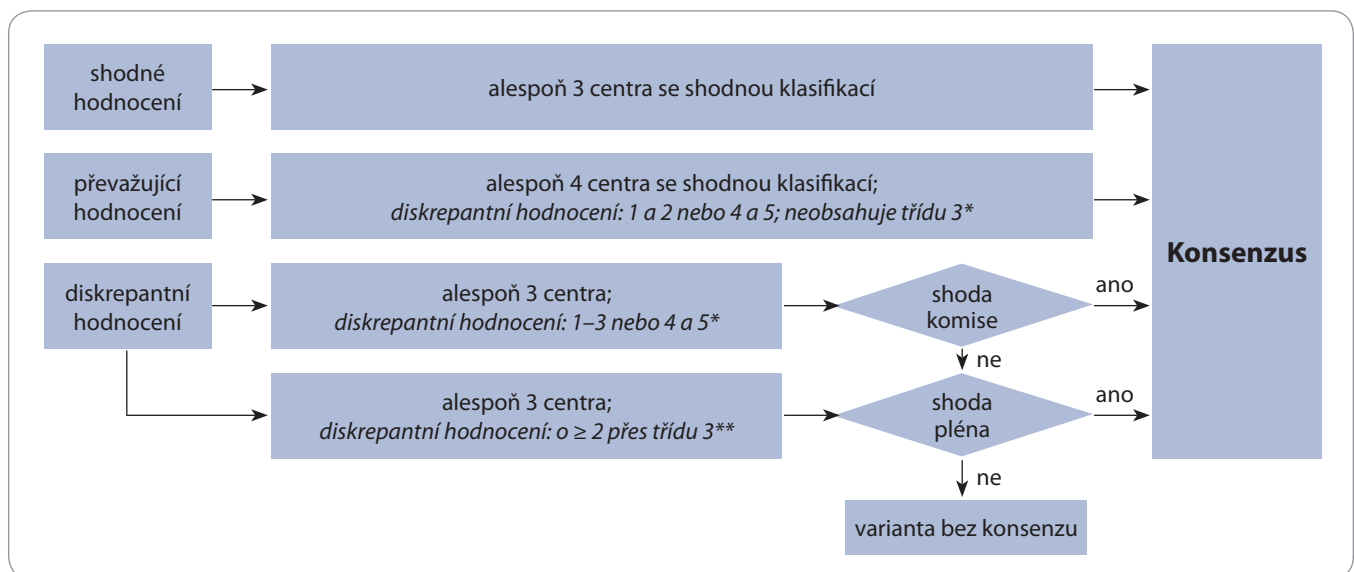 shodné
hodnocení
alespoň 3 centra se shodnou klasifikací
převažující
hodnocení
alespoň 4 centra se shodnou klasifikací;
diskrepantní hodnocení: 1 a 2 nebo 4 a 5; neobsahuje třídu 3*
Konsenzus
diskrepantní
hodnocení
alespoň 3 centra;
diskrepantní hodnocení: 1–3 nebo 4 a 5*
shoda
komise
ano
ne
alespoň 3 centra;
diskrepantní hodnocení: o ≥ 2 přes třídu 3**
shoda
pléna
ano
ne
varianta bez konsenzu